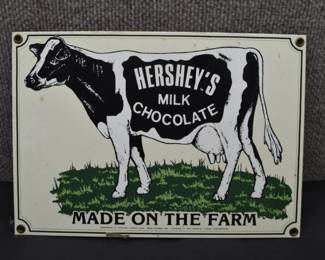 HERSHEY'S
MILK
CHOCOLATE
MADE ON THE FARM